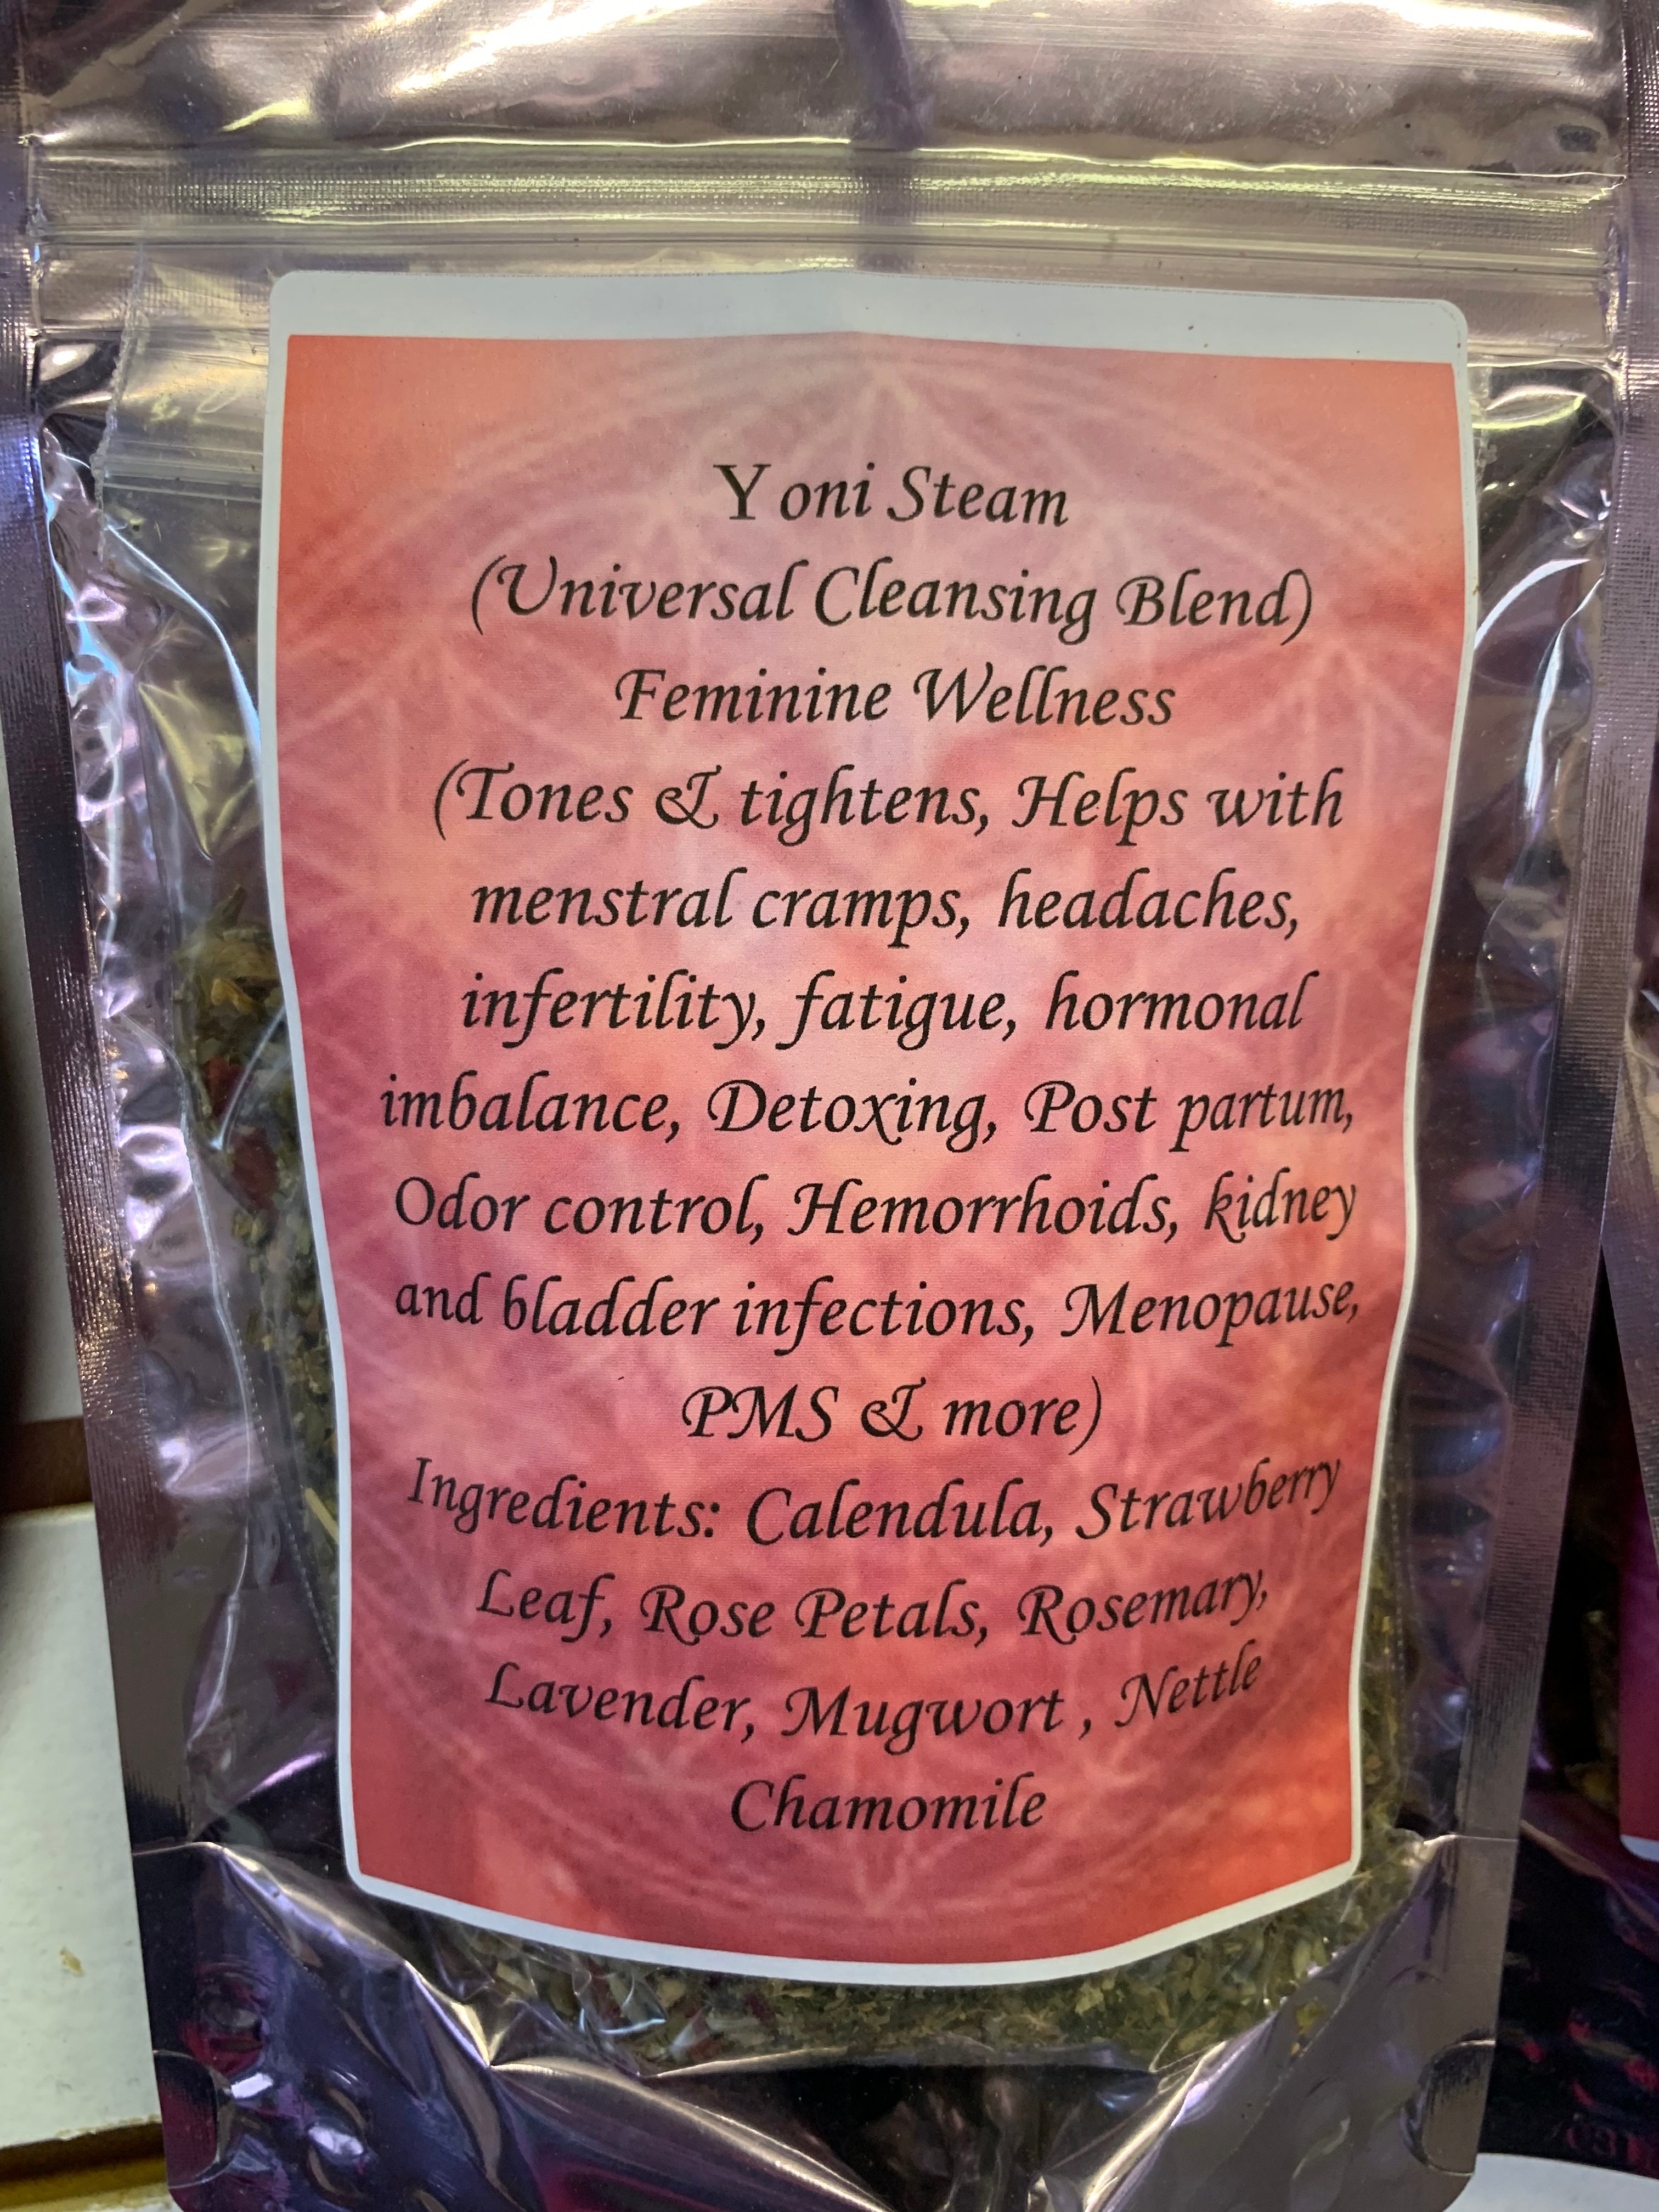 Yoni Steam
(Universal Cleansing Blend)
Feminine Wellness
(Tones & tightens, Helps with
menstral cramps, headaches,
infertility, fatigue, hormonal
imbalance, Detoxing, Post partum,
Odor control, Hemorrhoids, kidney
and bladder infections, Menopause,
PMS & more)
Ingredients: Calendula, Strawberry
Leaf, Rose Petals, Rosemary,
Lavender, Mugwort , Nettle
Chamomile